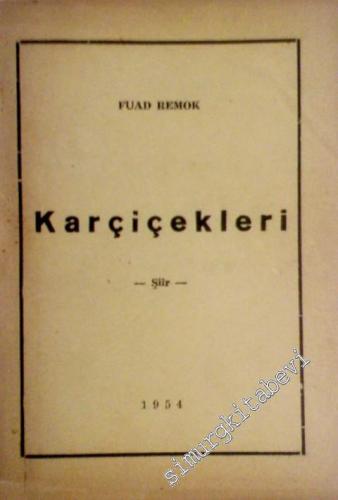 FUAD REMOK
Karçiçekleri
— Şiir —
1954
simurgkitabevi